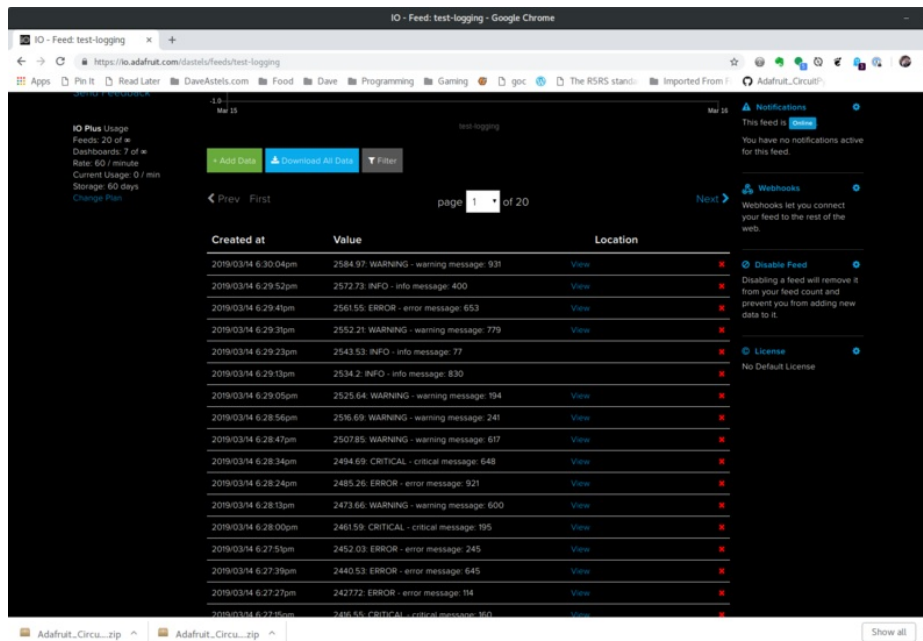 IO - Feed: test-logging - Google Chrome
IO - Feed: test-logging
https://io.adafruit.com/dastels/feeds/test-logging
Apps Pin It Read Later DaveAstels.com Food Dave Programming Gaming goc The R5RS standa Imported From F Adafruit_CircuitPy
Send Feedback
IO Plus Usage
Feeds: 20 of ∞
Dashboards: 7 of ∞
Rate: 60 / minute
Current Usage: 0 / min
Storage: 60 days
Change Plan
-1.0
Mar 15 Mar 16
test-logging
+ Add Data Download All Data Filter
Prev First page 1 of 20 Next
Created at Value Location
2019/03/14 6:30:04pm 2584.97: WARNING - warning message: 931 View
2019/03/14 6:29:52pm 2572.73: INFO - info message: 400 View
2019/03/14 6:29:41pm 2561.55: ERROR - error message: 653 View
2019/03/14 6:29:31pm 2552.21: WARNING - warning message: 779 View
2019/03/14 6:29:23pm 2543.53: INFO - info message: 77
2019/03/14 6:29:13pm 2534.2: INFO - info message: 830
2019/03/14 6:29:05pm 2525.64: WARNING - warning message: 194 View
2019/03/14 6:28:56pm 2516.69: WARNING - warning message: 241 View
2019/03/14 6:28:47pm 2507.85: WARNING - warning message: 617 View
2019/03/14 6:28:34pm 2494.69: CRITICAL - critical message: 648 View
2019/03/14 6:28:24pm 2485.26: ERROR - error message: 921 View
2019/03/14 6:28:13pm 2473.66: WARNING - warning message: 600 View
2019/03/14 6:28:00pm 2461.59: CRITICAL - critical message: 195 View
2019/03/14 6:27:51pm 2452.03: ERROR - error message: 245 View
2019/03/14 6:27:39pm 2440.53: ERROR - error message: 645 View
2019/03/14 6:27:27pm 2427.72: ERROR - error message: 114 View
2019/03/14 6:27:15pm 2416.55: CRITICAL - critical message: 160 View
Notifications
This feed is Online
You have no notifications active
for this feed.
Webhooks
Webhooks let you connect
your feed to the rest of the
web.
Disable Feed
Disabling a feed will remove it
from your feed count and
prevent you from adding new
data to it.
License
No Default License
Adafruit_Circu....zip Adafruit_Circu....zip Show all